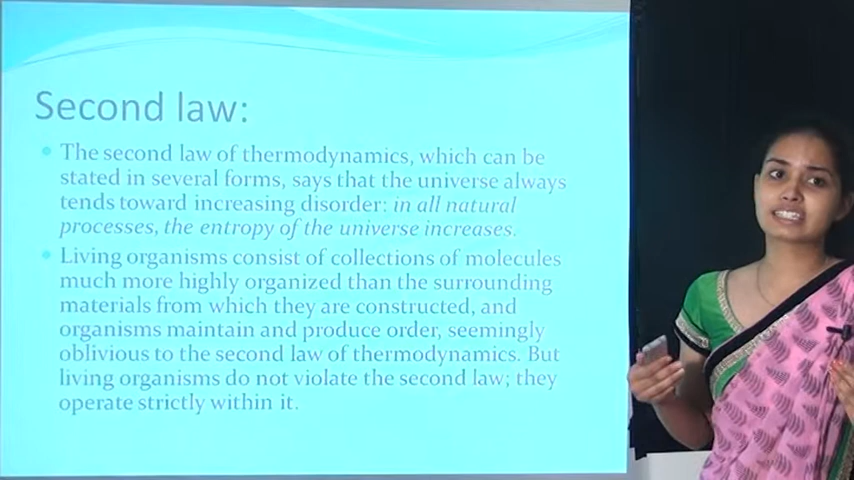 Second law:
The second law of thermodynamics, which can be
stated in several forms, says that the universe always
tends toward increasing disorder: in all natural
processes, the entropy of the universe increases.
Living organisms consist of collections of molecules
much more highly organized than the surrounding
materials from which they are constructed, and
organisms maintain and produce order, seemingly
oblivious to the second law of thermodynamics. But
living organisms do not violate the second law; they
operate strictly within it.